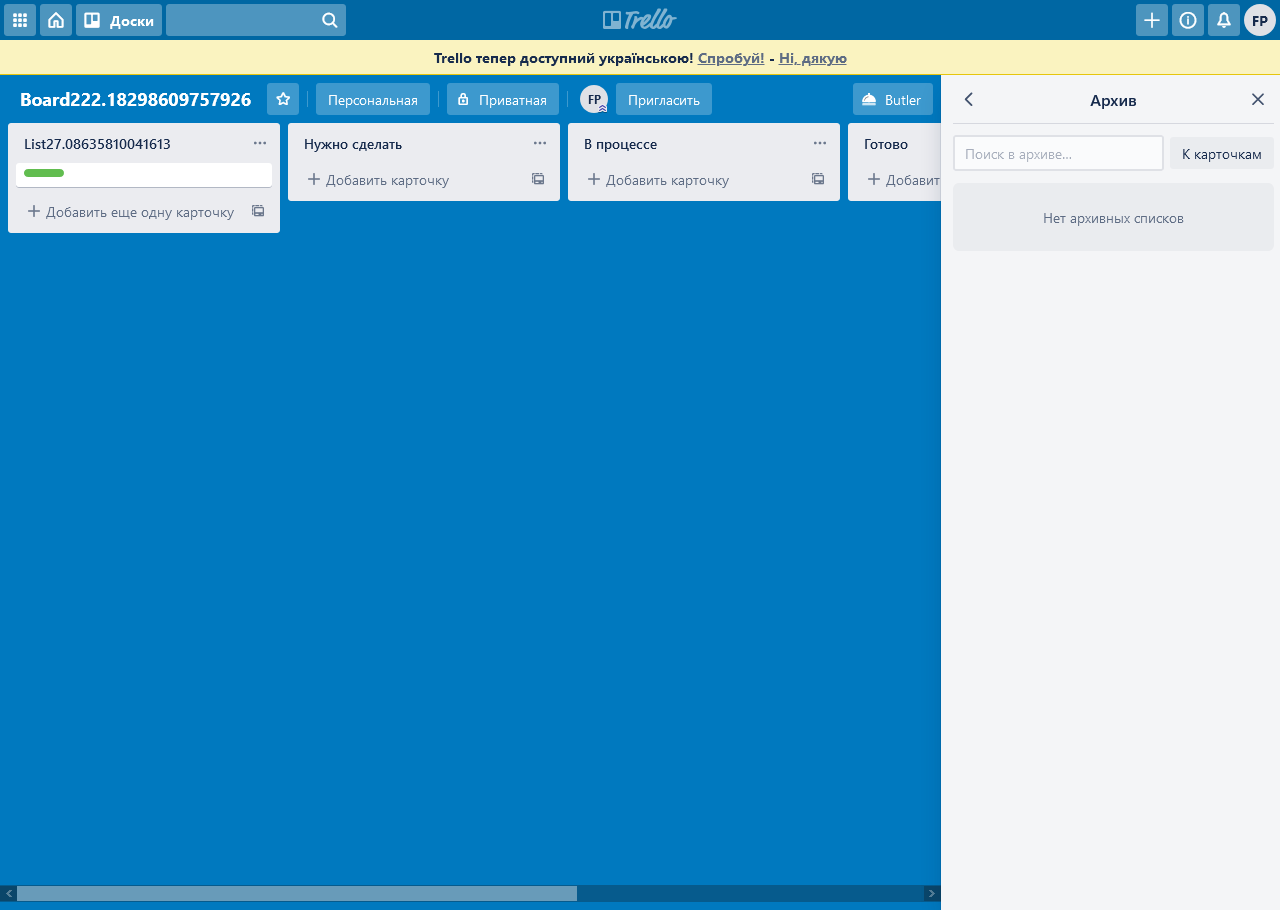 Доски
Trello
FP
Trello тепер доступний українською! Спробуй! - Ні, дякую
Board222.18298609757926
Персональная
Приватная
FP
Пригласить
Butler
Архив
List27.08635810041613
Добавить еще одну карточку
Нужно сделать
Добавить карточку
В процессе
Добавить карточку
Готово
Добавит
Поиск в архиве...
К карточкам
Нет архивных списков